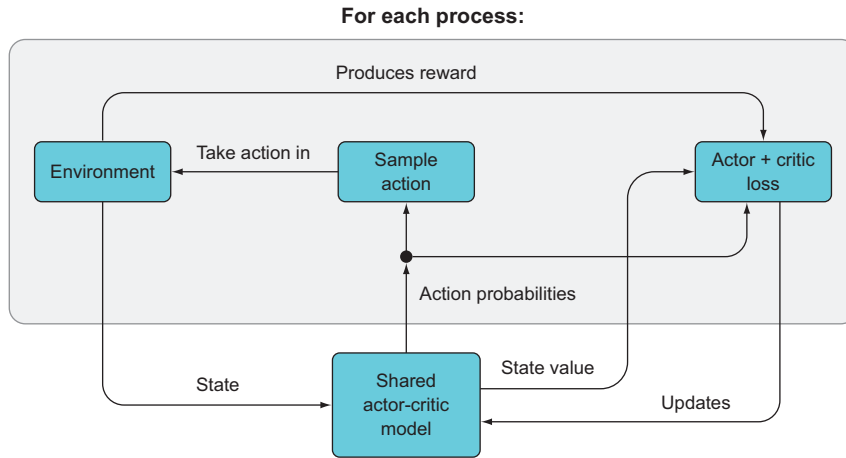 For each process:
Produces reward
Environment
Take action in
Sample
action
Actor + critic
loss
Action probabilities
State
Shared
actor-critic
model
State value
Updates